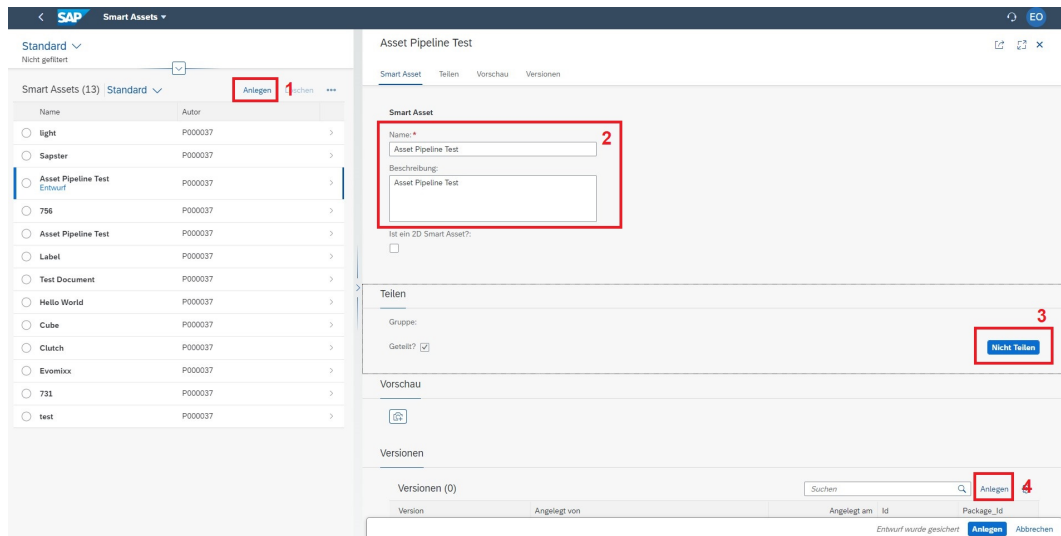 SAP Smart Assets EO
Standard
Nicht gefiltert
Smart Assets (13) Standard Anlegen 1 ...
Name Autor
light P000037
Sapster P000037
Asset Pipeline Test P000037
Entwurf
756 P000037
Asset Pipeline Test P000037
Label P000037
Test Document P000037
Hello World P000037
Cube P000037
Clutch P000037
Evomixx P000037
731 P000037
test P000037
Asset Pipeline Test
Smart Asset Teilen Vorschau Versionen
Smart Asset
Name:* 2
Asset Pipeline Test
Beschreibung:
Asset Pipeline Test
Ist ein 2D Smart Asset?:
Teilen
3
Gruppe:
Geteilt? Nicht Teilen
Vorschau
Versionen
Versionen (0) Suchen Anlegen 4
Version Angelegt von Angelegt am Id Package_Id
Entwurf wurde gesichert Anlegen Abbrechen